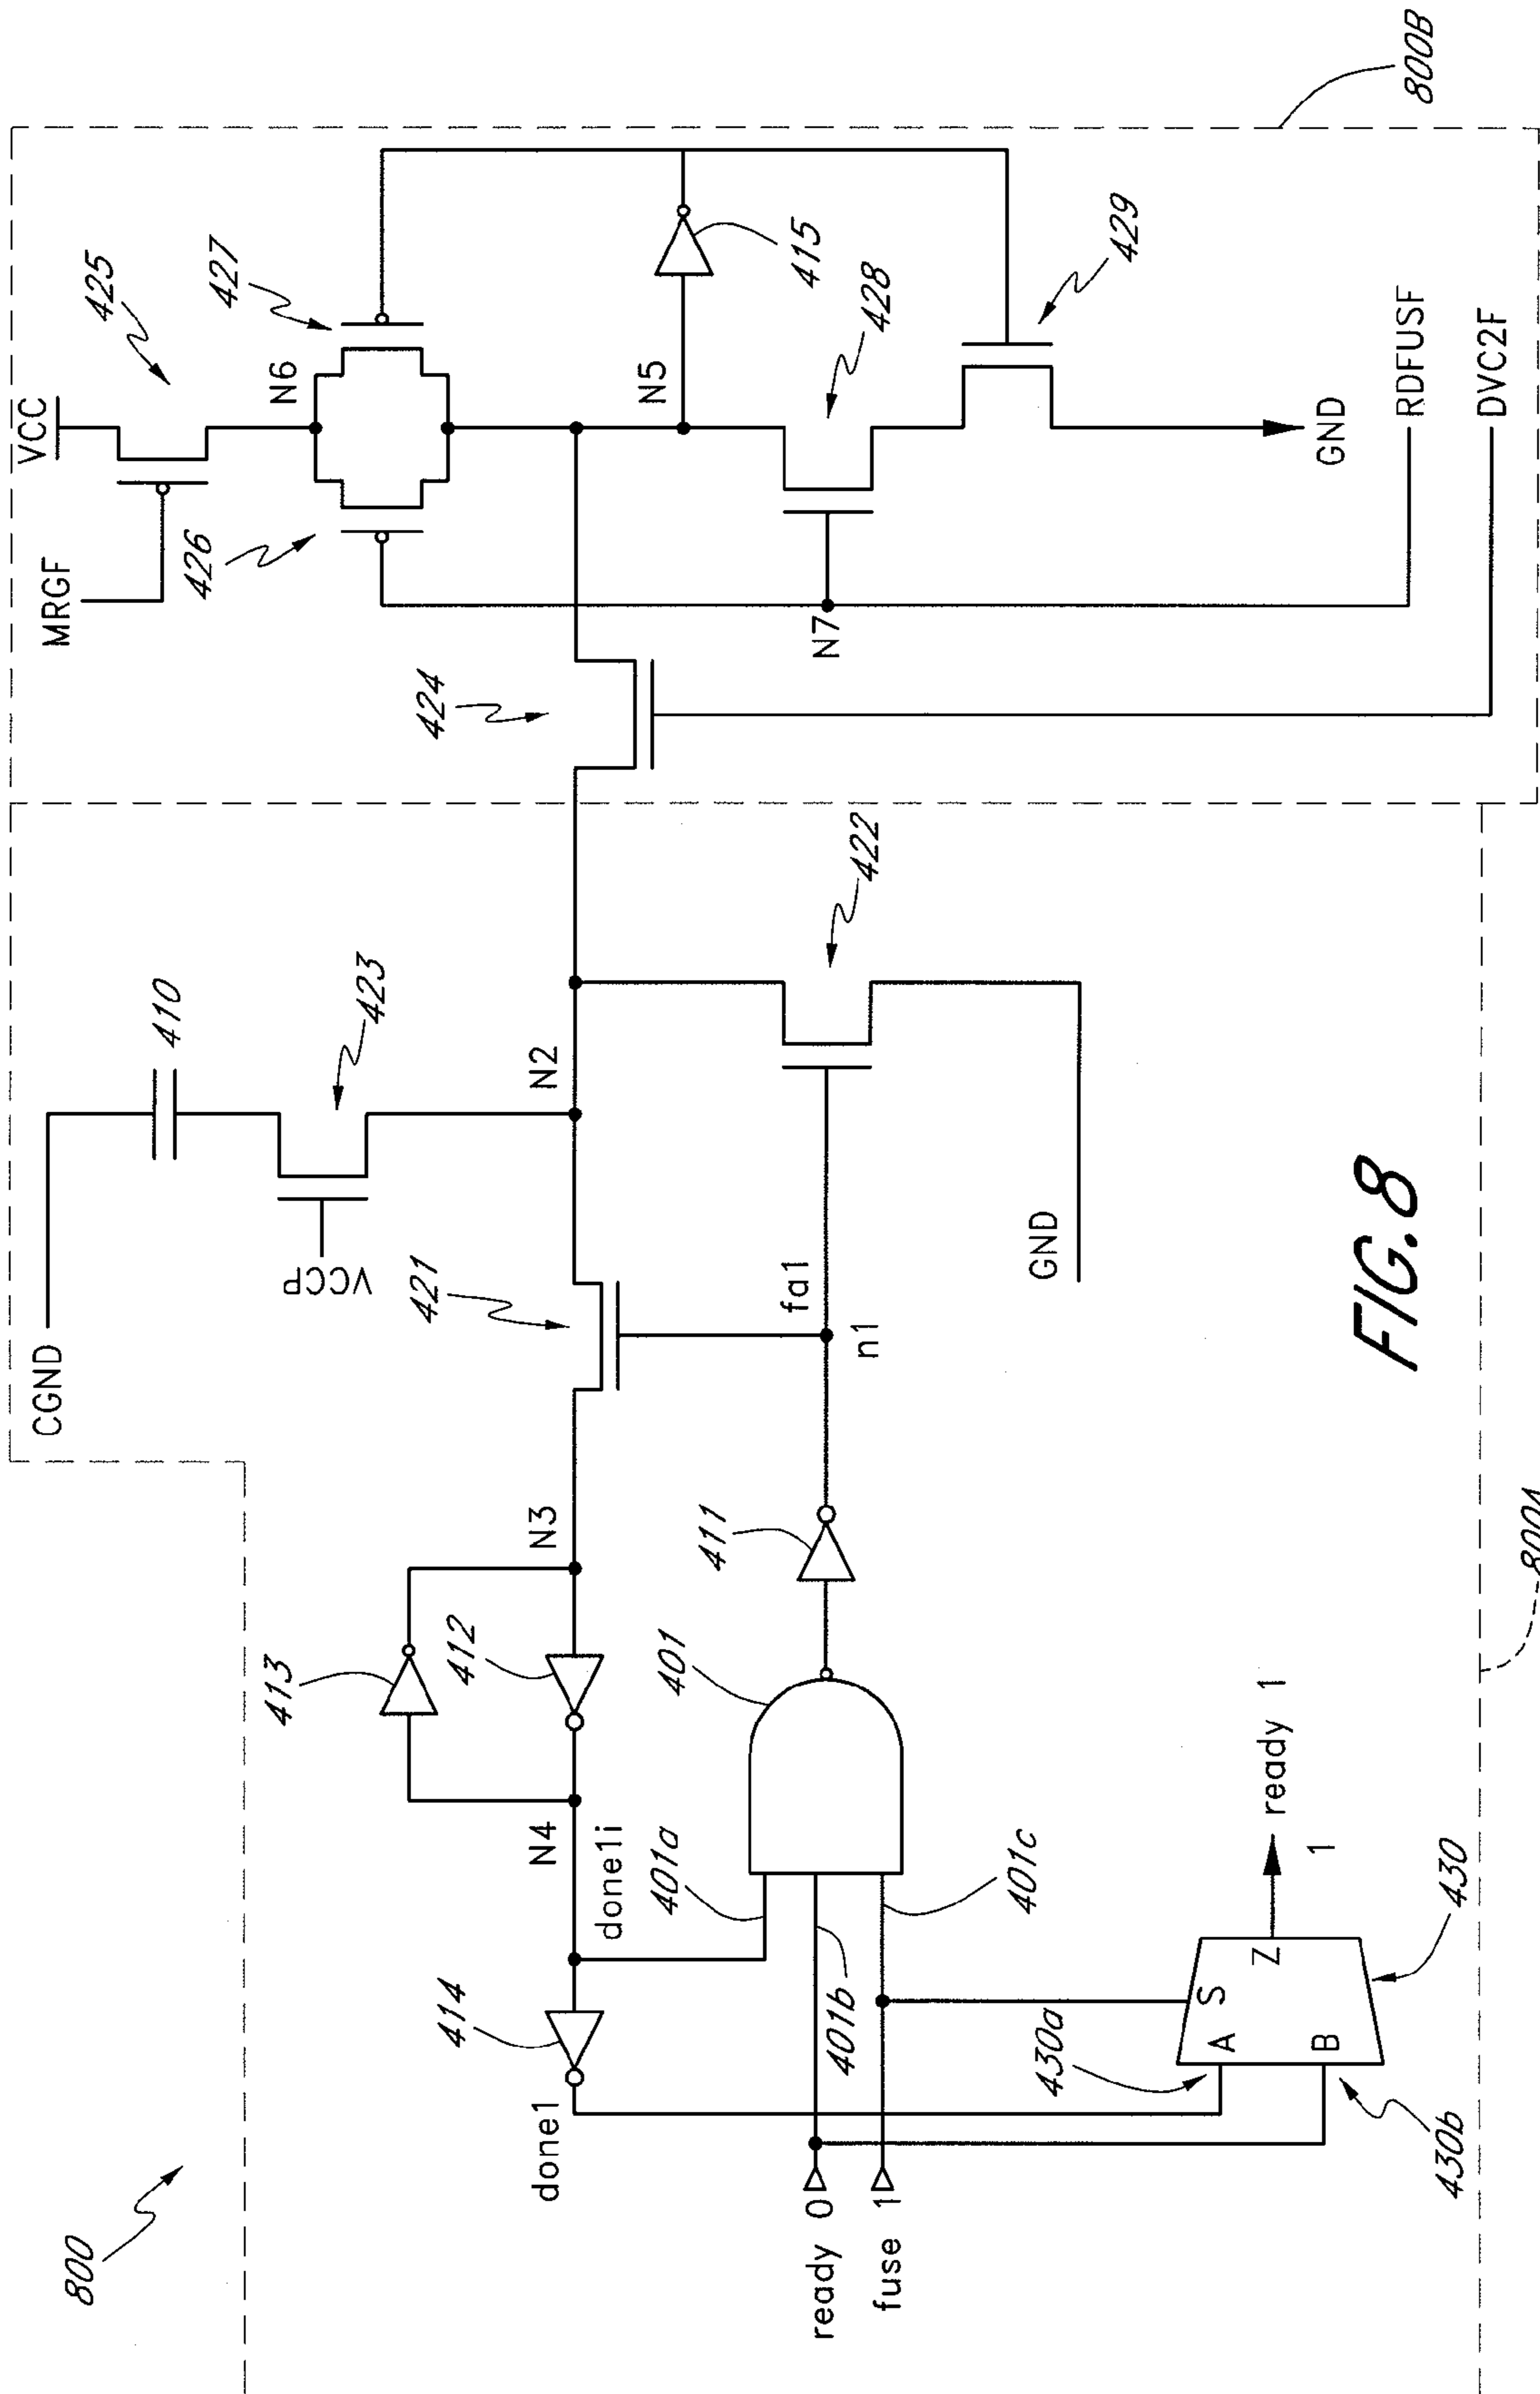 800
800B
VCC
MRGF
425
426
427
N6
N5
415
428
429
424
N7
GND
RDFUSF
DVC2F
CGND
410
423
VCCP
N2
421
422
fa1
n1
GND
413
N3
412
411
N4
done1i
401
401a
401b
401c
414
done1
ready 0
fuse 1
430a
A
S
B
Z
ready 1
1
430
430b
800A
FIG. 8